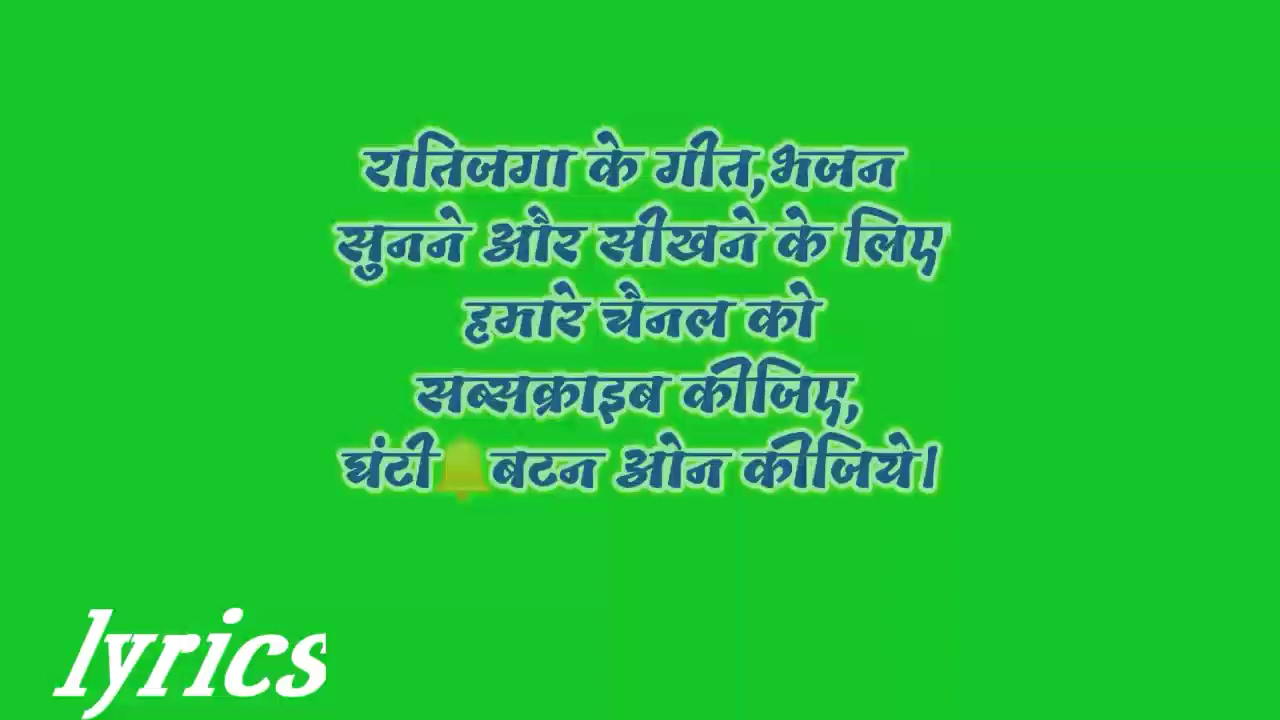 रातिजगा के गीत,भजन
सुनने और सीखने के लिए
हमारे चैनल को
सब्सक्राइब कीजिए,
घंटी🔔बटन ओन कीजिये।
lyrics